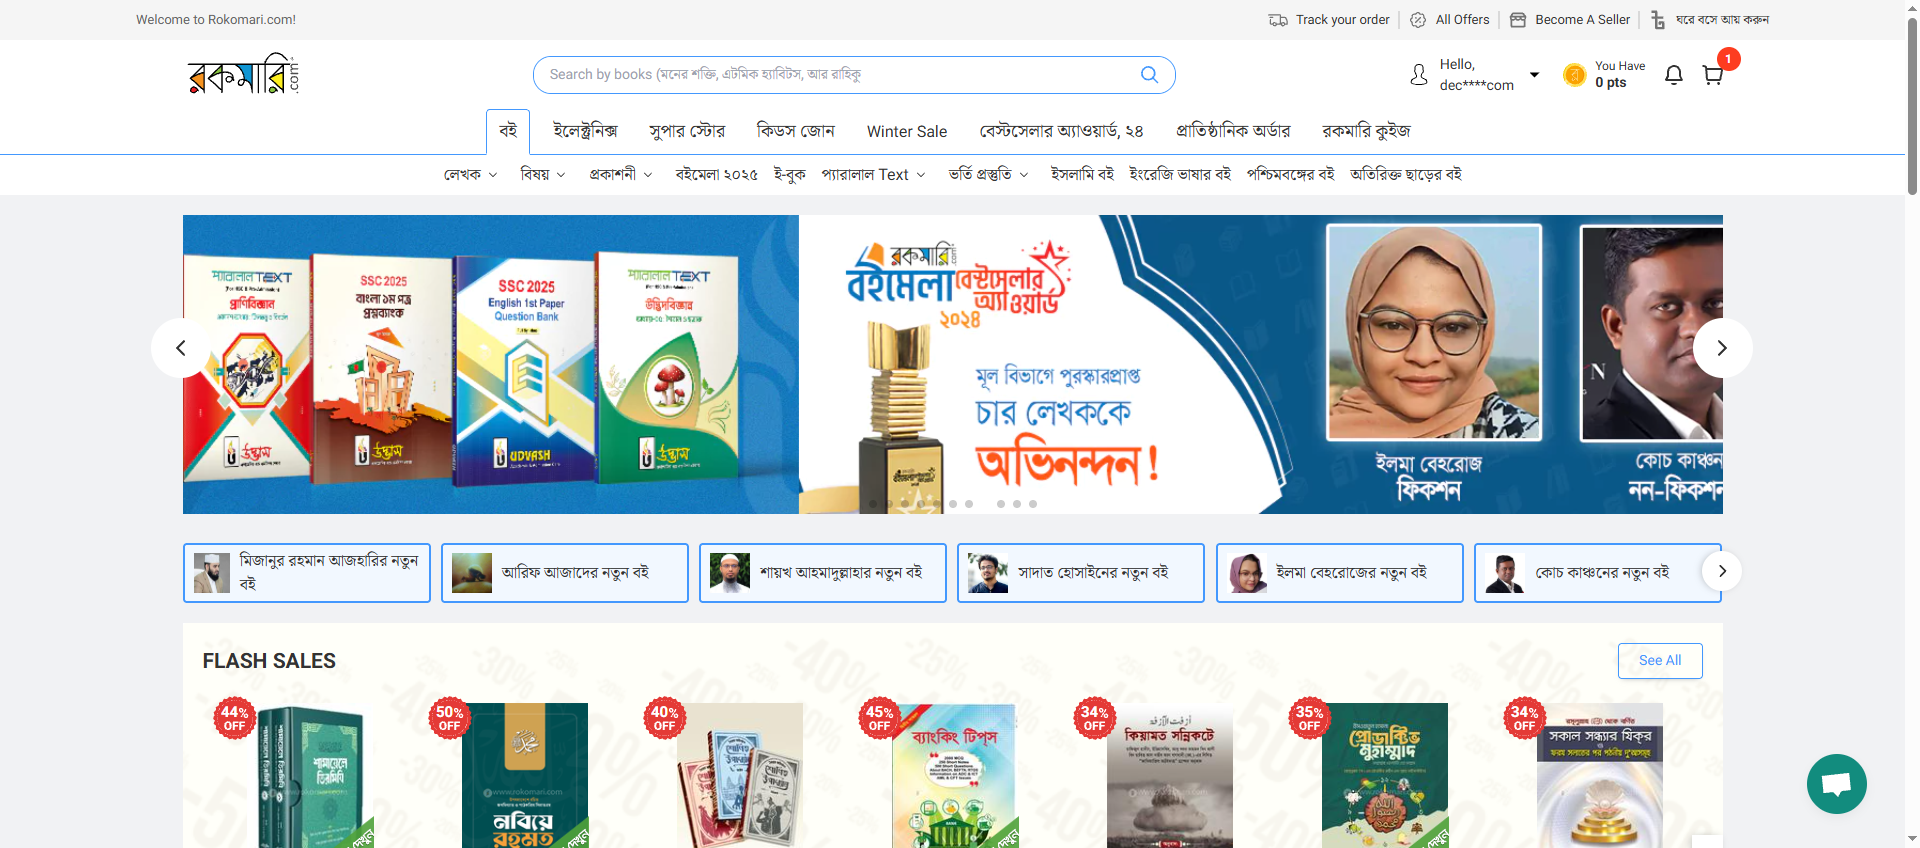 Welcome to Rokomari.com!
Track your order
All Offers
Become A Seller
ঘরে বসে আয় করুন
রকমারি.com
Search by books (মনের শক্তি, এটমিক হ্যাবিটস, আর রাহিকু
Hello,
dec****com
You Have
0 pts
1
বই
ইলেক্ট্রনিক্স
সুপার স্টোর
কিডস জোন
Winter Sale
বেস্টসেলার অ্যাওয়ার্ড, ২৪
প্রাতিষ্ঠানিক অর্ডার
রকমারি কুইজ
লেখক
বিষয়
প্রকাশনী
বইমেলা ২০২৫
ই-বুক
প্যারালাল Text
ভর্তি প্রস্তুতি
ইসলামি বই
ইংরেজি ভাষার বই
পশ্চিমবঙ্গের বই
অতিরিক্ত ছাড়ের বই
প্যারালাল TEXT
প্রাণিবিজ্ঞান
উদ্ভাস
SSC 2025
বাংলা ১ম পত্র
প্রশ্নব্যাংক
উদ্ভাস
SSC 2025
English 1st Paper
Question Bank
UDVASH
প্যারালাল TEXT
উদ্ভিদবিজ্ঞান
উদ্ভাস
রকমারি.com
বইমেলা বেস্টসেলার
অ্যাওয়ার্ড
২০২৪
মূল বিভাগে পুরস্কারপ্রাপ্ত
চার লেখককে
অভিনন্দন!
ইলমা বেহরোজ
ফিকশন
N
কোচ কাঞ্চন
নন-ফিকশন
মিজানুর রহমান আজহারির নতুন
বই
আরিফ আজাদের নতুন বই
শায়খ আহমাদুল্লাহার নতুন বই
সাদাত হোসাইনের নতুন বই
ইলমা বেহরোজের নতুন বই
কোচ কাঞ্চনের নতুন বই
FLASH SALES
See All
44% OFF
50% OFF
40% OFF
45% OFF
34% OFF
35% OFF
34% OFF
শামায়েলে
তিরমিযি
নবিয়ে
রহমত
ব্যাংকিং টিপ্‌স
কিয়ামত সন্নিকটে
প্রোডাক্টিভ
মুহাম্মাদ
সকাল সন্ধ্যার যিক্‌র